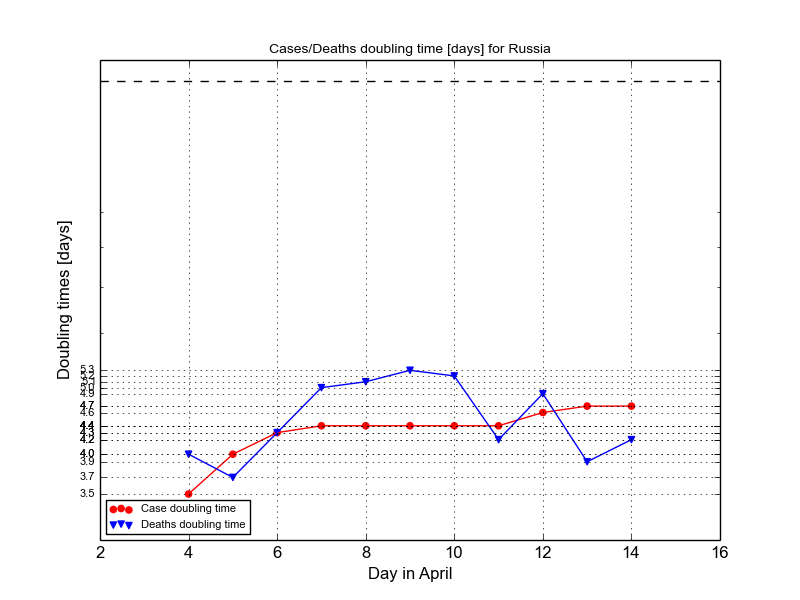 Cases/Deaths doubling time [days] for Russia
Doubling times [days]
5.3
5.2
5.1
5.0
4.9
4.7
4.6
4.4
4.3
4.2
4.0
3.9
3.7
3.5
Case doubling time
Deaths doubling time
2 4 6 8 10 12 14 16
Day in April